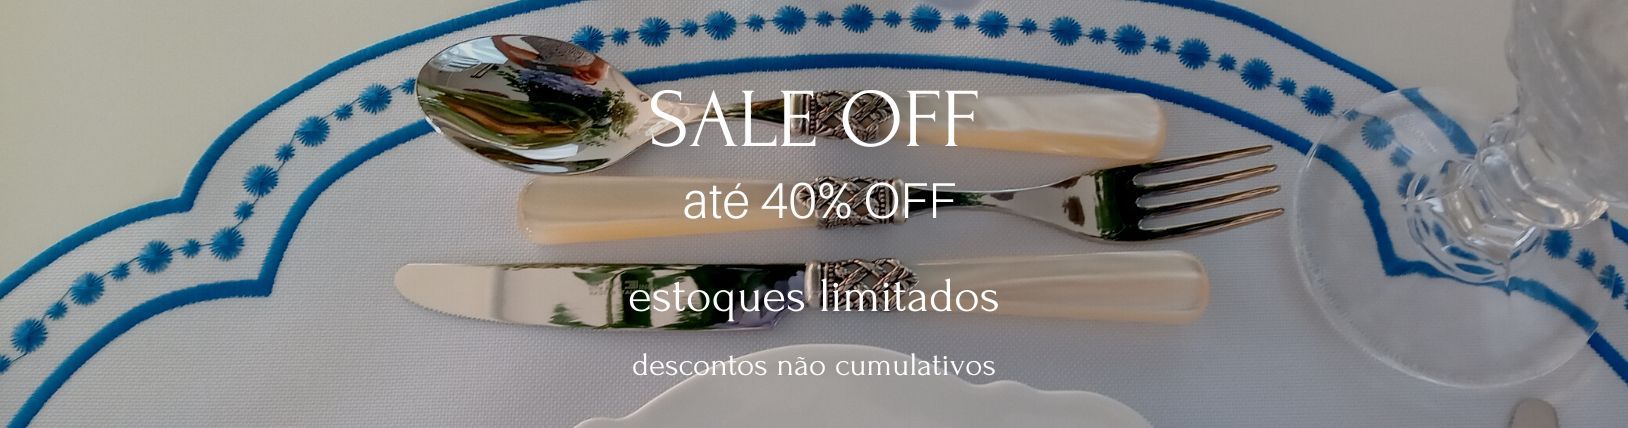 SALE OFF
até 40% OFF
estoques limitados
descontos não cumulativos